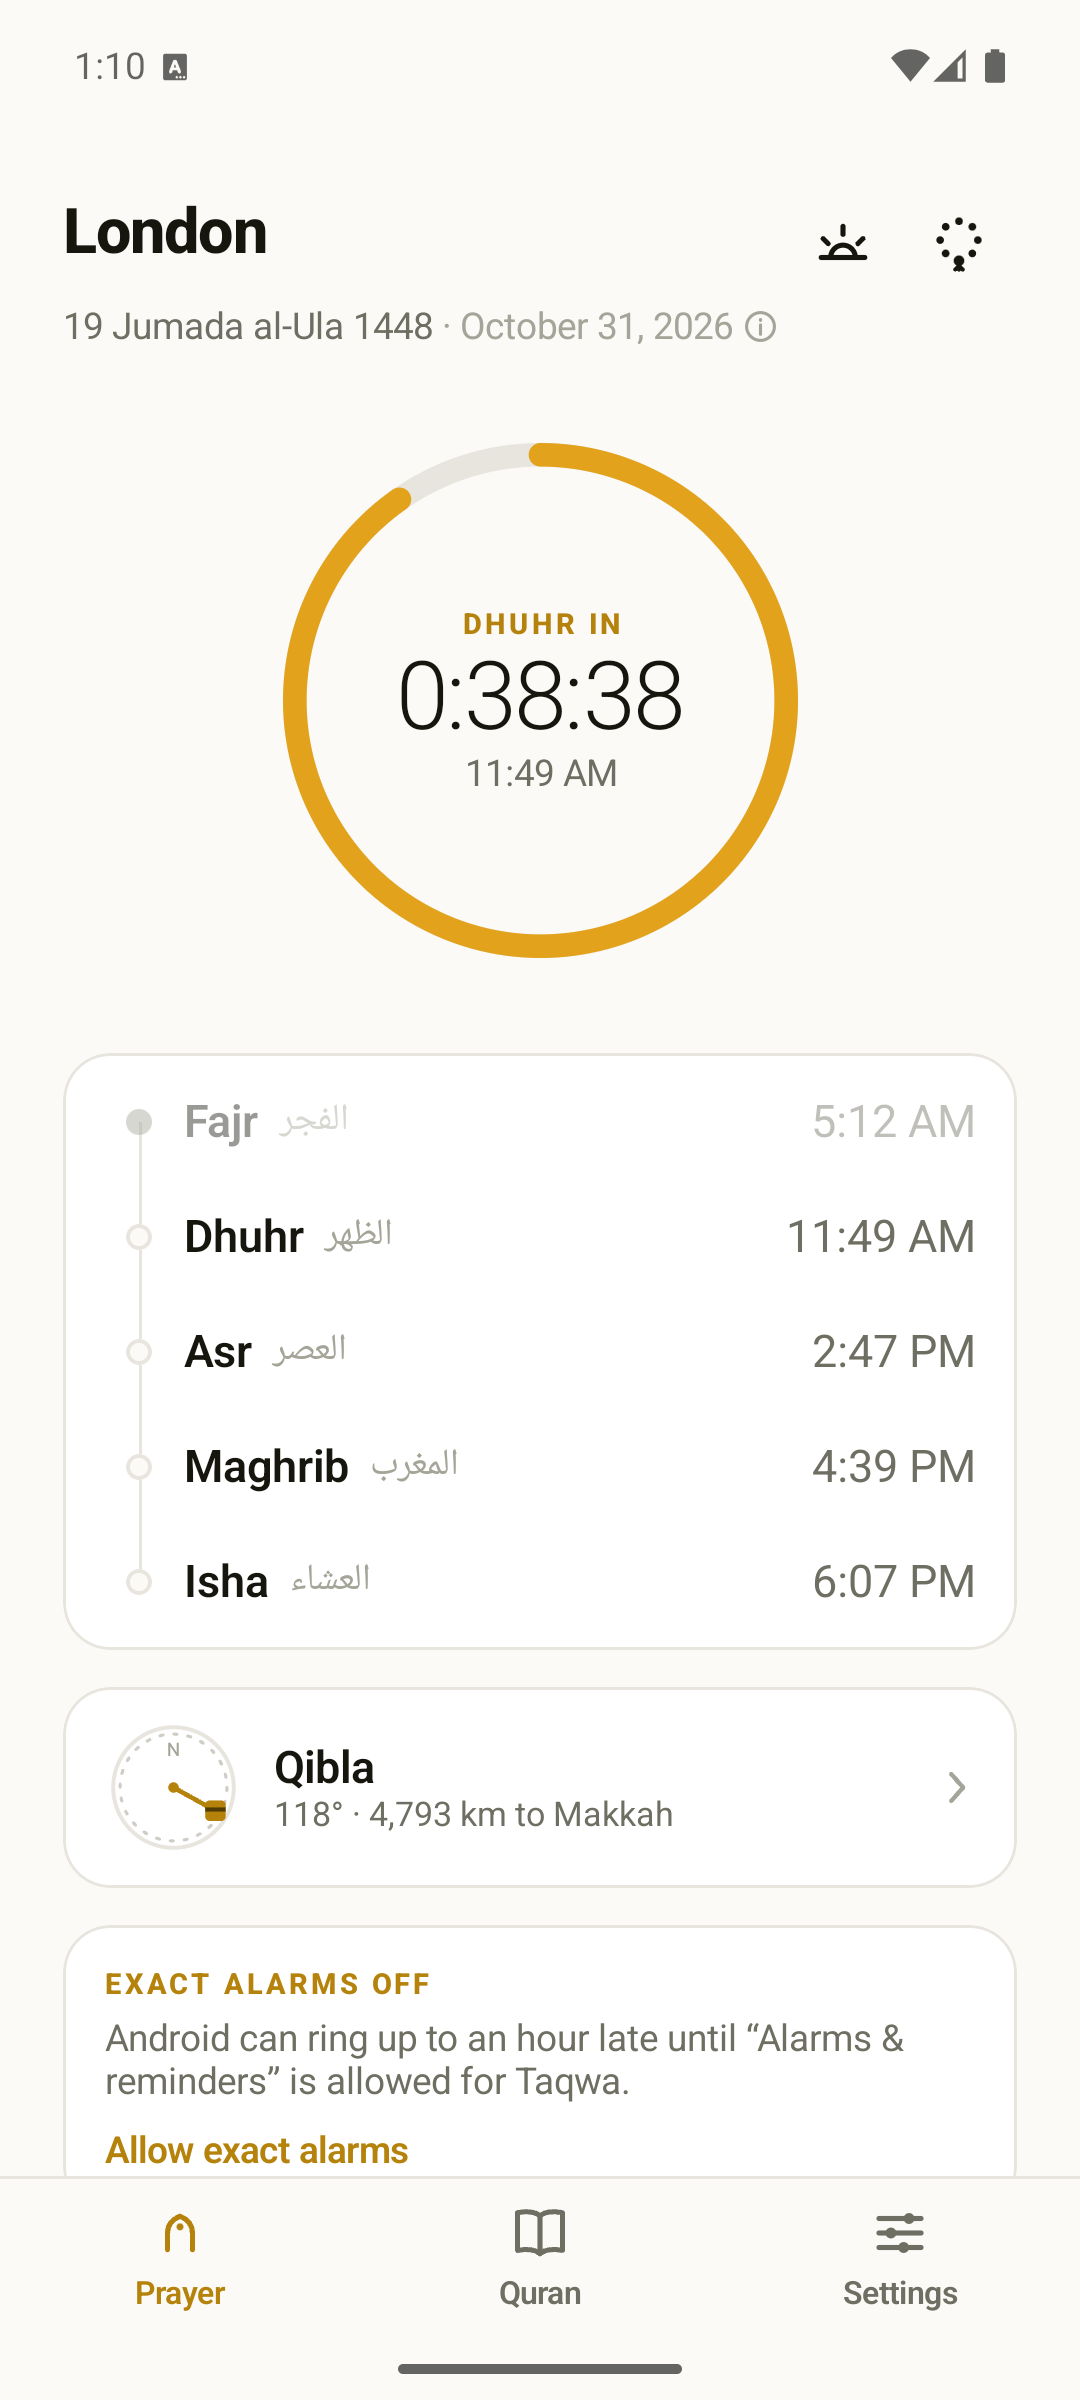 1:10
London
19 Jumada al-Ula 1448 · October 31, 2026
DHUHR IN
0:38:38
11:49 AM
Fajr الفجر 5:12 AM
Dhuhr الظهر 11:49 AM
Asr العصر 2:47 PM
Maghrib المغرب 4:39 PM
Isha العشاء 6:07 PM
N
Qibla
118° · 4,793 km to Makkah
EXACT ALARMS OFF
Android can ring up to an hour late until “Alarms &
reminders” is allowed for Taqwa.
Allow exact alarms
Prayer Quran Settings